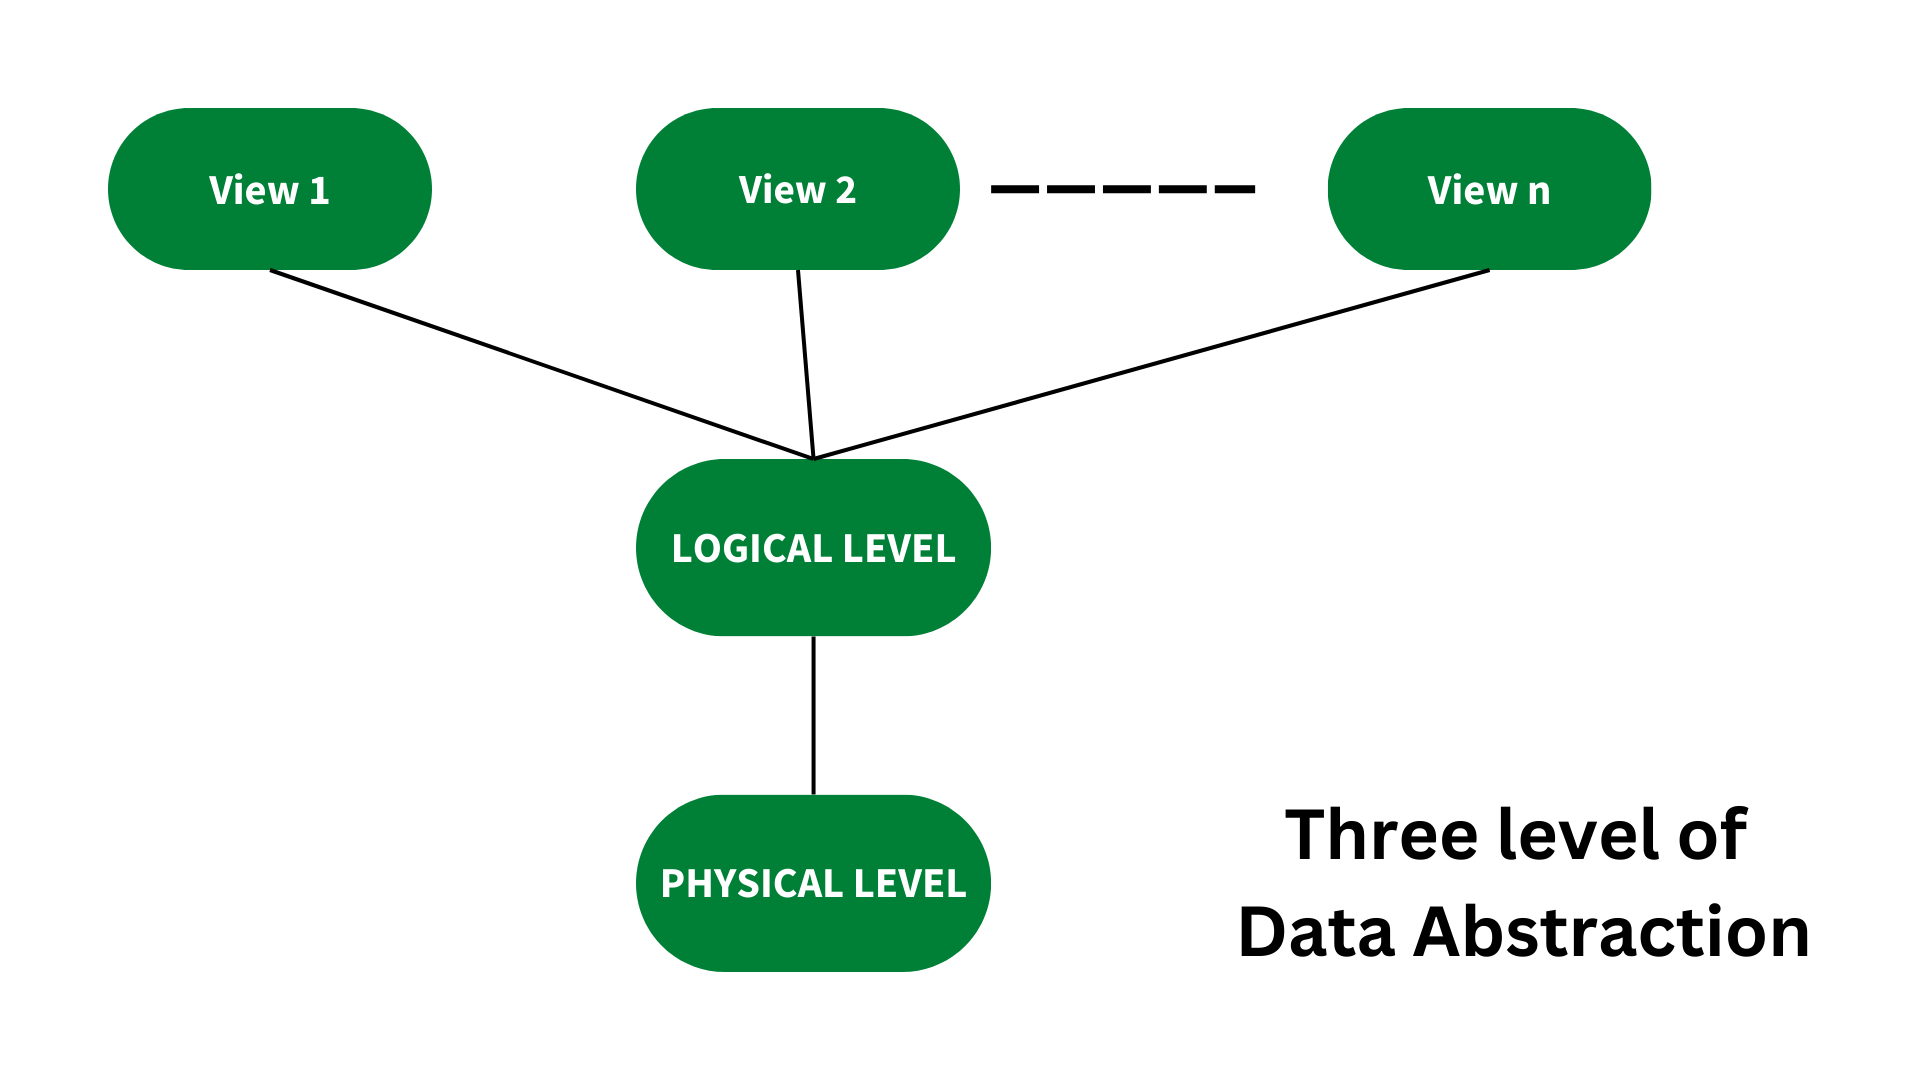 View 1
View 2
View n
LOGICAL LEVEL
PHYSICAL LEVEL
Three level of
Data Abstraction